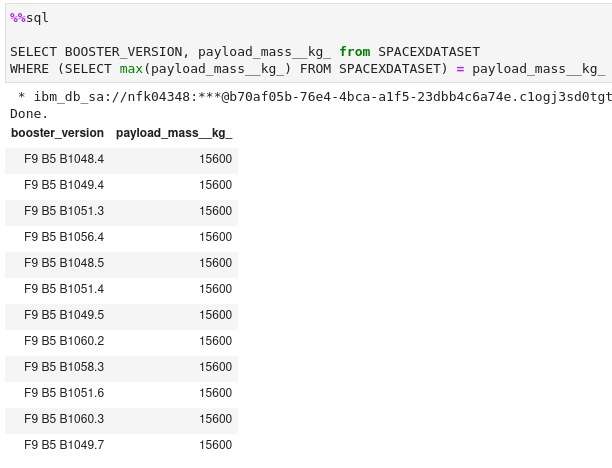 %%sql
SELECT BOOSTER_VERSION, payload_mass__kg_ from SPACEXDATASET
WHERE (SELECT max(payload_mass__kg_) FROM SPACEXDATASET) = payload_mass__kg_
* ibm_db_sa://nfk04348:***@b70af05b-76e4-4bca-a1f5-23dbb4c6a74e.c1ogj3sd0tgt
Done.
booster_version payload_mass__kg_
F9 B5 B1048.4 15600
F9 B5 B1049.4 15600
F9 B5 B1051.3 15600
F9 B5 B1056.4 15600
F9 B5 B1048.5 15600
F9 B5 B1051.4 15600
F9 B5 B1049.5 15600
F9 B5 B1060.2 15600
F9 B5 B1058.3 15600
F9 B5 B1051.6 15600
F9 B5 B1060.3 15600
F9 B5 B1049.7 15600